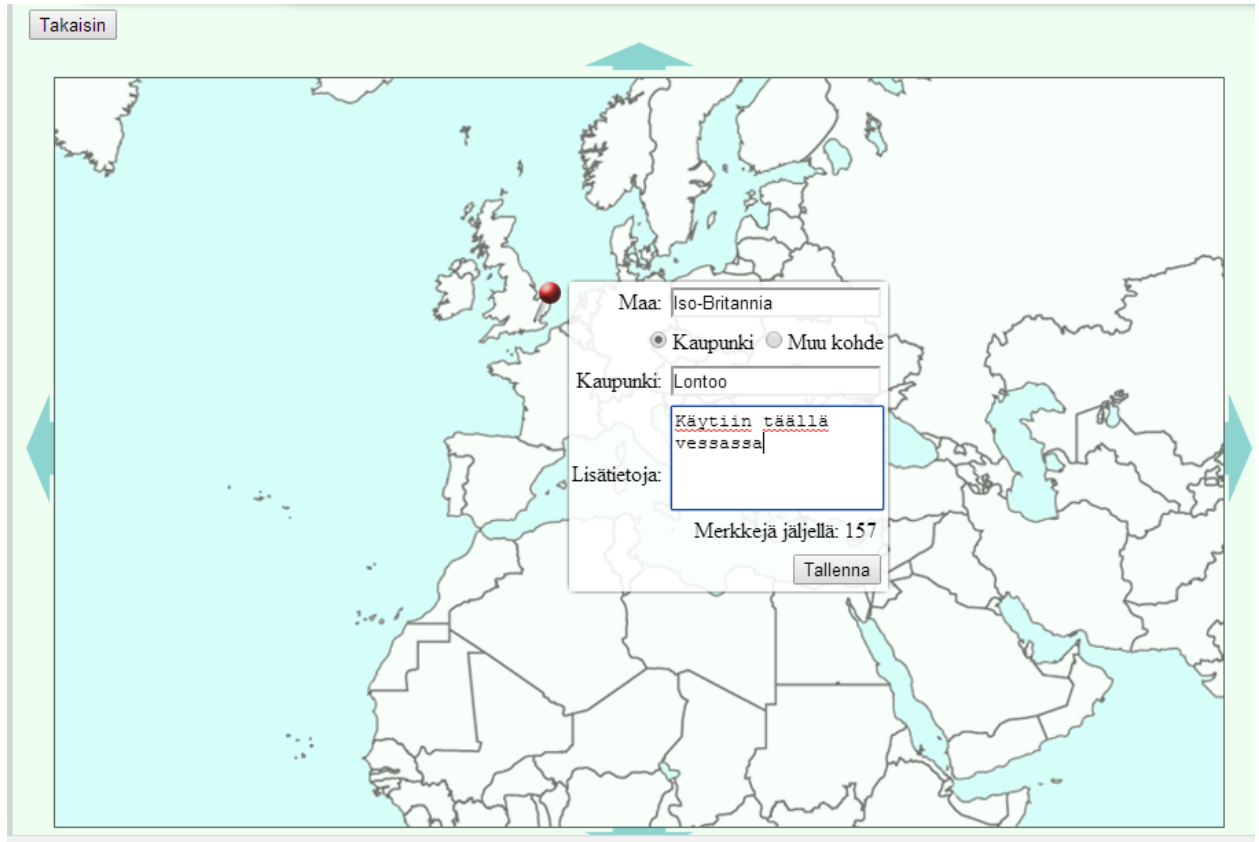 Takaisin
Maa: Iso-Britannia
Kaupunki Muu kohde
Kaupunki: Lontoo
Käytiin täällä
vessassa
Lisätietoja:
Merkkejä jäljellä: 157
Tallenna